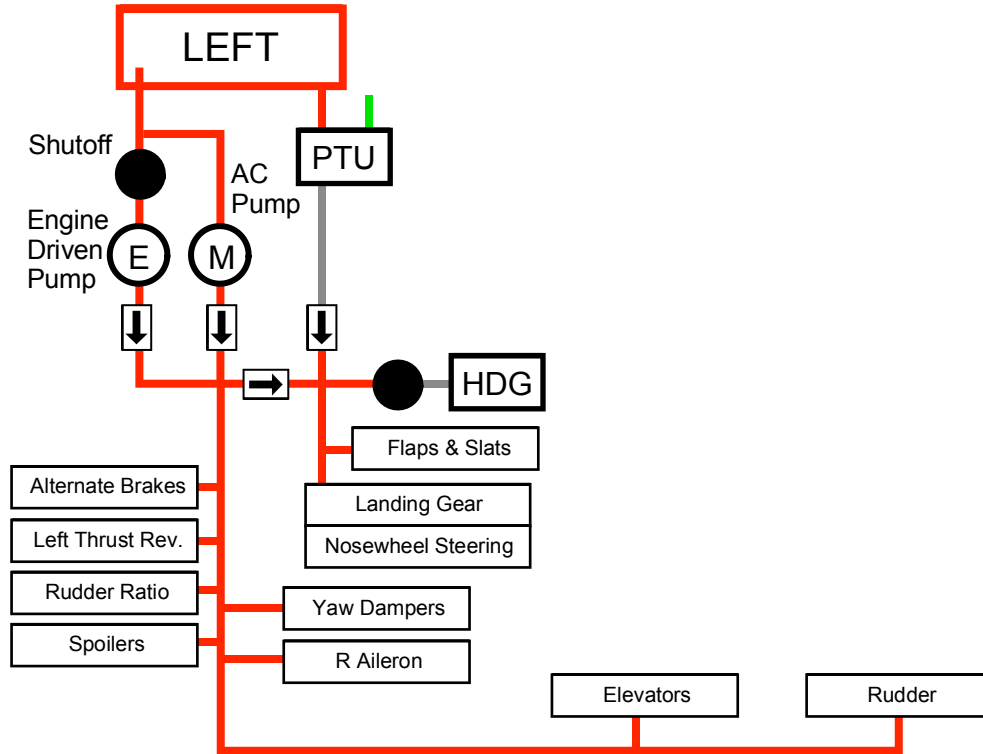 LEFT
Shutoff
PTU
AC
Pump
Engine
Driven
Pump
E
M
HDG
Flaps & Slats
Alternate Brakes
Landing Gear
Left Thrust Rev.
Nosewheel Steering
Rudder Ratio
Yaw Dampers
Spoilers
R Aileron
Elevators
Rudder